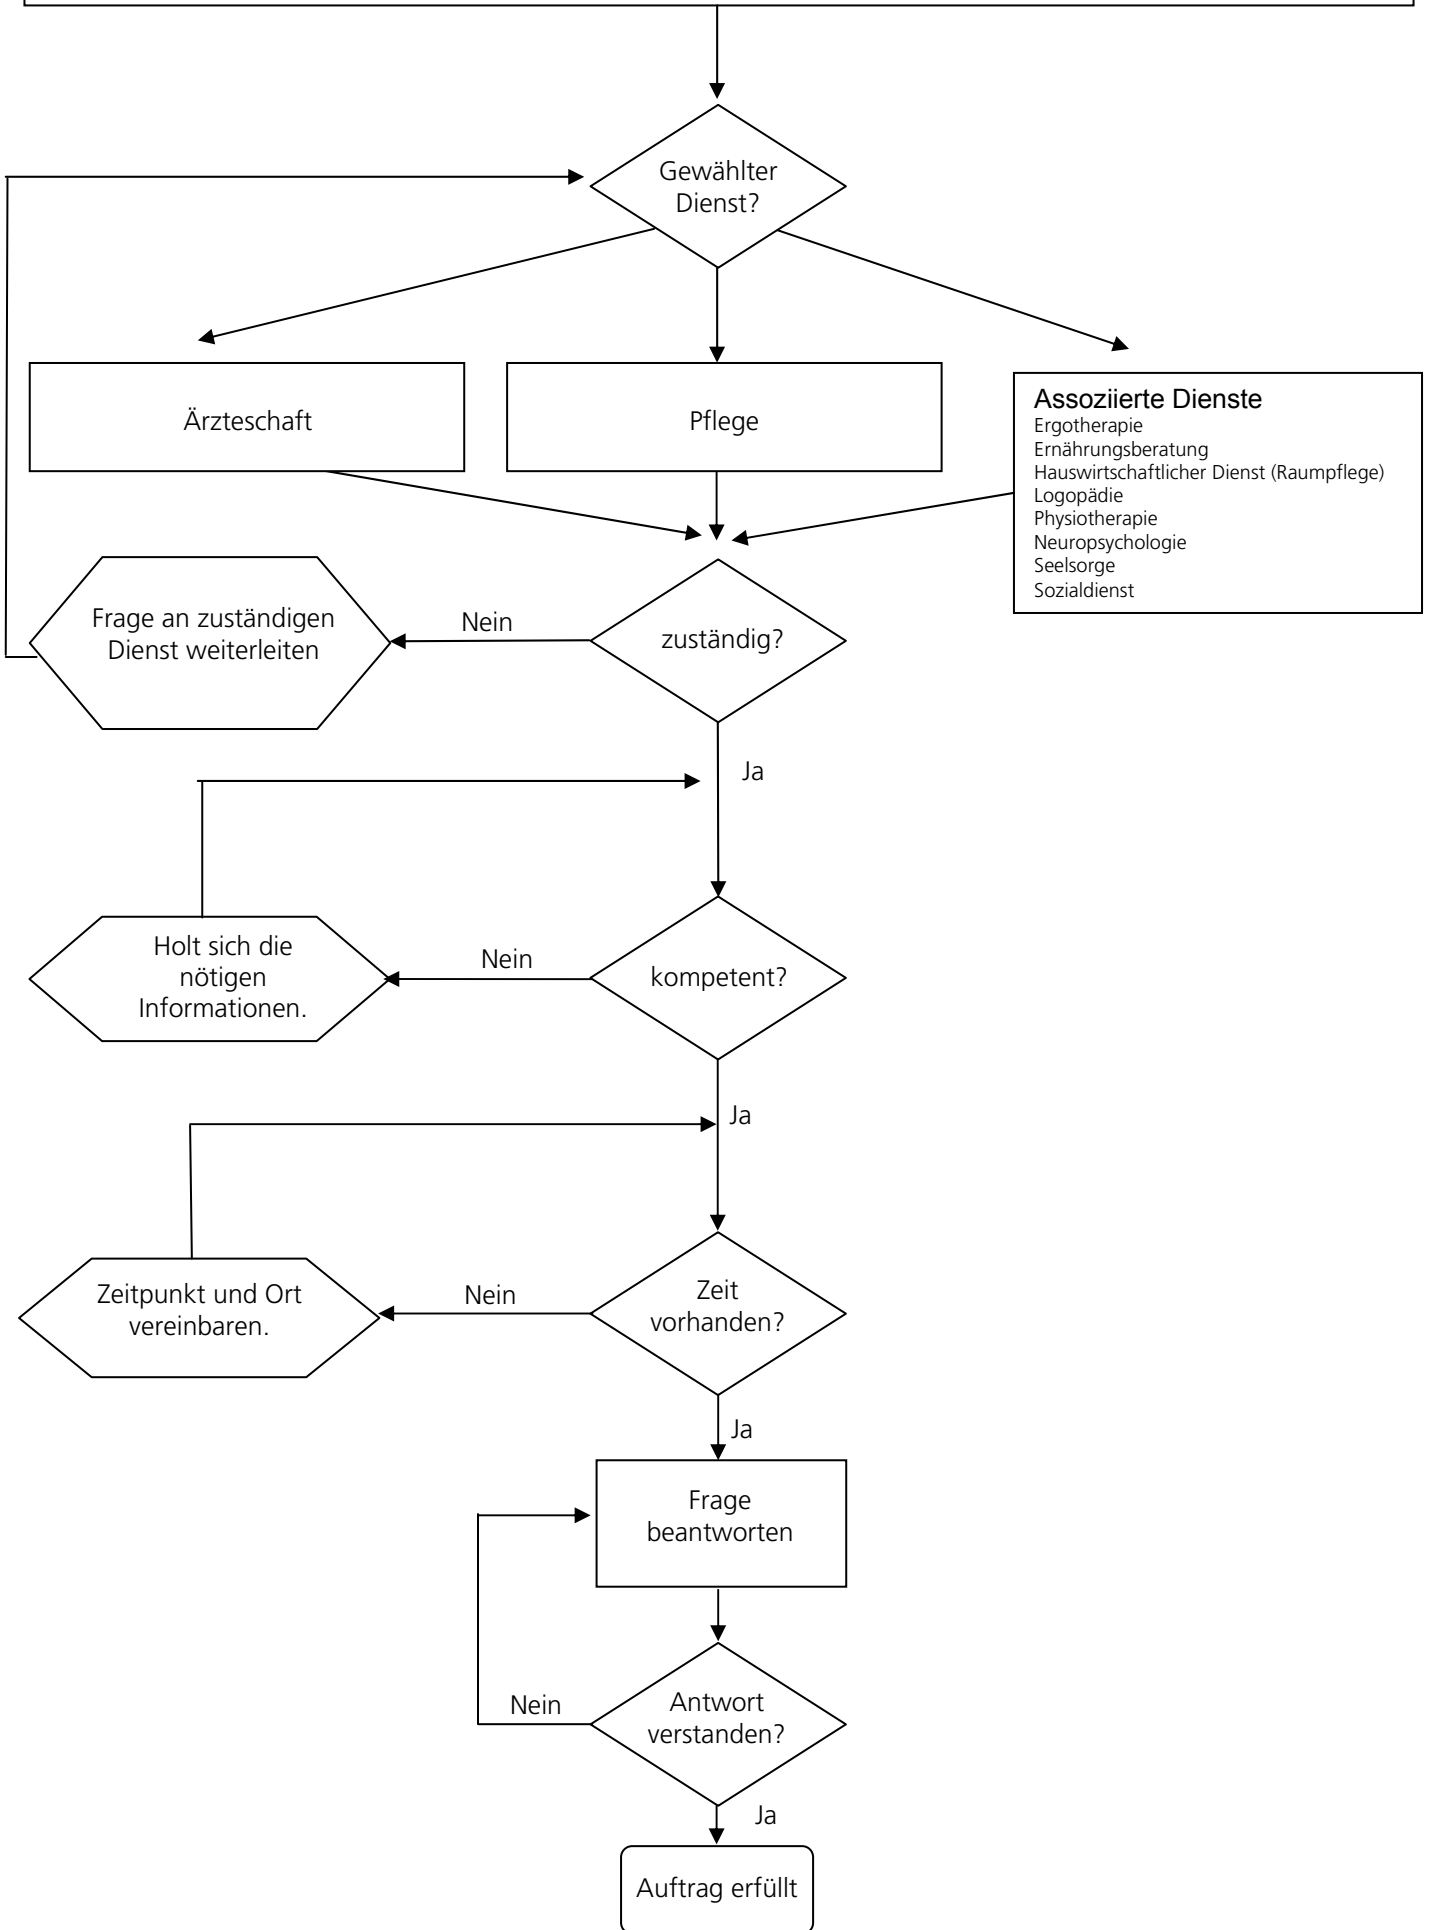 Gewählter
Dienst?
Ärzteschaft
Pflege
Assoziierte Dienste
Ergotherapie
Ernährungsberatung
Hauswirtschaftlicher Dienst (Raumpflege)
Logopädie
Physiotherapie
Neuropsychologie
Seelsorge
Sozialdienst
Frage an zuständigen
Dienst weiterleiten
Nein
zuständig?
Ja
Holt sich die
nötigen
Informationen.
Nein
kompetent?
Ja
Zeitpunkt und Ort
vereinbaren.
Nein
Zeit
vorhanden?
Ja
Frage
beantworten
Nein
Antwort
verstanden?
Ja
Auftrag erfüllt